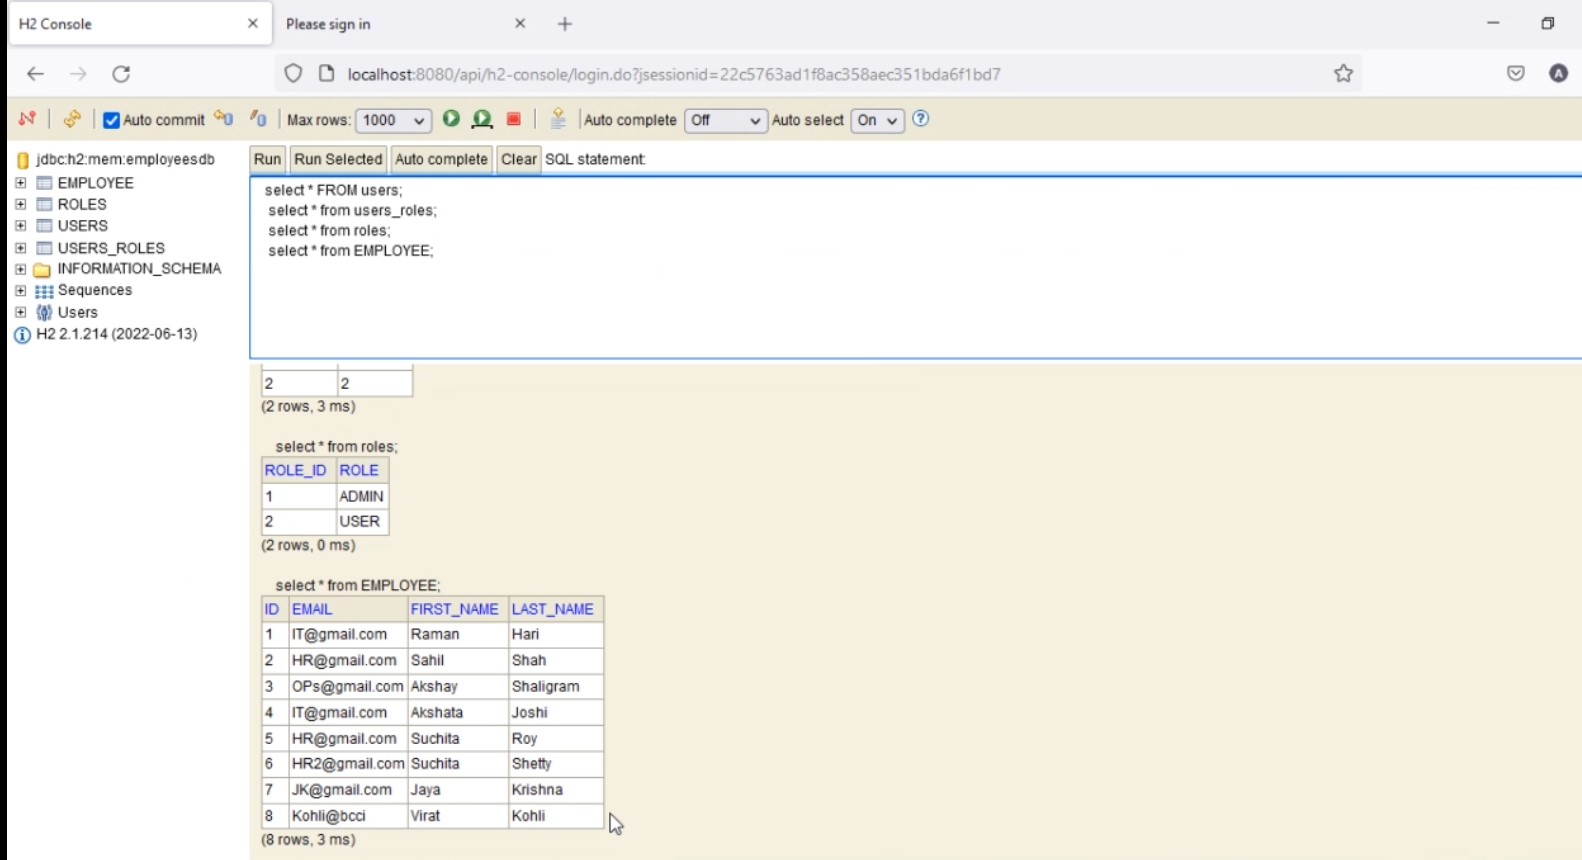 H2 Console
Please sign in
localhost:8080/api/h2-console/login.do?jsessionid=22c5763ad1f8ac358aec351bda6f1bd7
A
Auto commit Max rows: 1000 Auto complete Off Auto select On ?
jdbc:h2:mem:employeesdb
EMPLOYEE
ROLES
USERS
USERS_ROLES
INFORMATION_SCHEMA
Sequences
Users
H2 2.1.214 (2022-06-13)
Run Run Selected Auto complete Clear SQL statement:
select * FROM users;
select * from users_roles;
select * from roles;
select * from EMPLOYEE;
2 2
(2 rows, 3 ms)
select * from roles;
ROLE_ID ROLE
1 ADMIN
2 USER
(2 rows, 0 ms)
select * from EMPLOYEE;
ID EMAIL FIRST_NAME LAST_NAME
1 IT@gmail.com Raman Hari
2 HR@gmail.com Sahil Shah
3 OPs@gmail.com Akshay Shaligram
4 IT@gmail.com Akshata Joshi
5 HR@gmail.com Suchita Roy
6 HR2@gmail.com Suchita Shetty
7 JK@gmail.com Jaya Krishna
8 Kohli@bcci Virat Kohli
(8 rows, 3 ms)